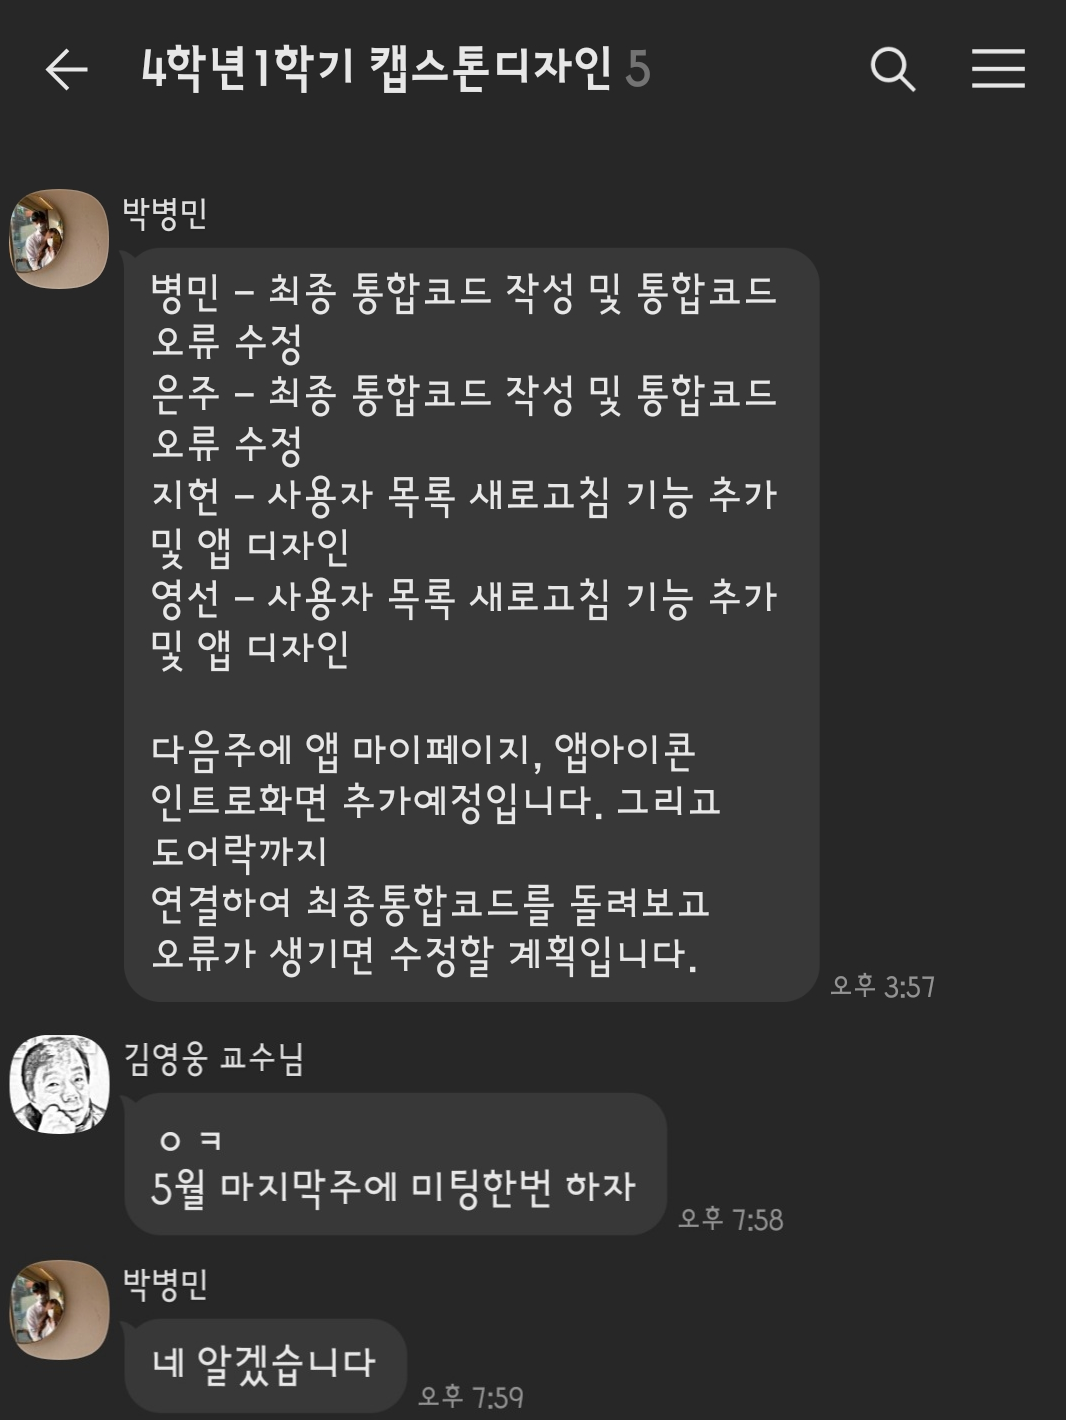 4학년1학기 캡스톤디자인 5
박병민
병민 - 최종 통합코드 작성 및 통합코드
오류 수정
은주 - 최종 통합코드 작성 및 통합코드
오류 수정
지헌 - 사용자 목록 새로고침 기능 추가
및 앱 디자인
영선 - 사용자 목록 새로고침 기능 추가
및 앱 디자인
다음주에 앱 마이페이지, 앱아이콘
인트로화면 추가예정입니다. 그리고
도어락까지
연결하여 최종통합코드를 돌려보고
오류가 생기면 수정할 계획입니다.
오후 3:57
김영웅 교수님
ㅇㅋ
5월 마지막주에 미팅한번 하자
오후 7:58
박병민
네 알겠습니다
오후 7:59